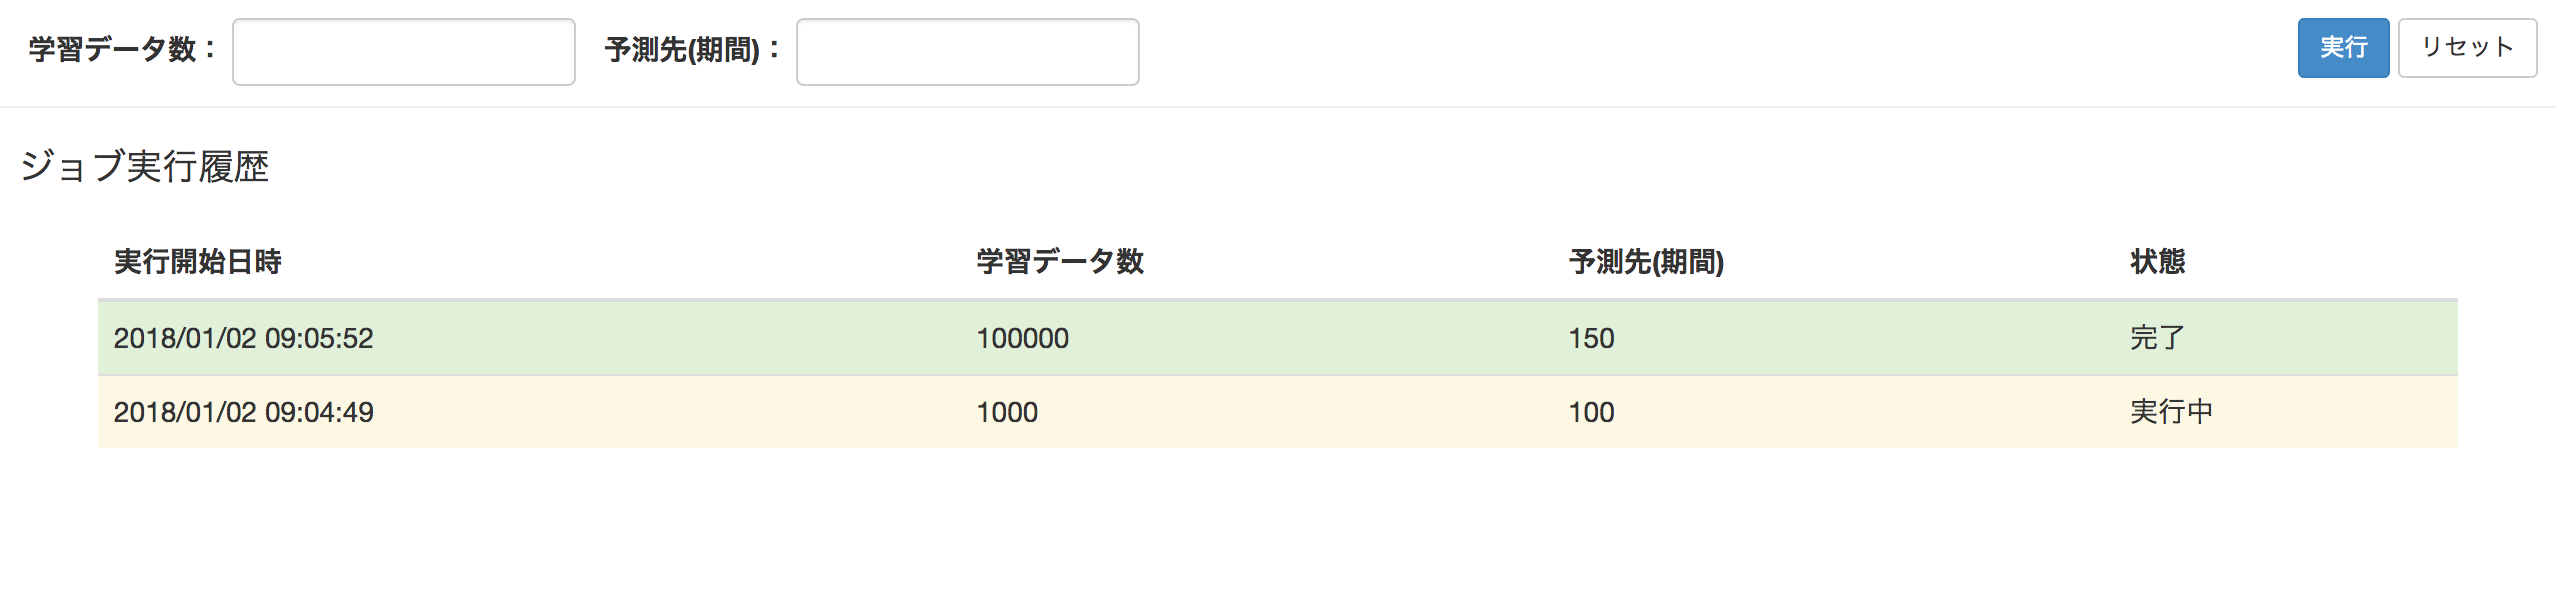 学習データ数： 予測先(期間)： 実行 リセット
ジョブ実行履歴
実行開始日時 学習データ数 予測先(期間) 状態
2018/01/02 09:05:52 100000 150 完了
2018/01/02 09:04:49 1000 100 実行中